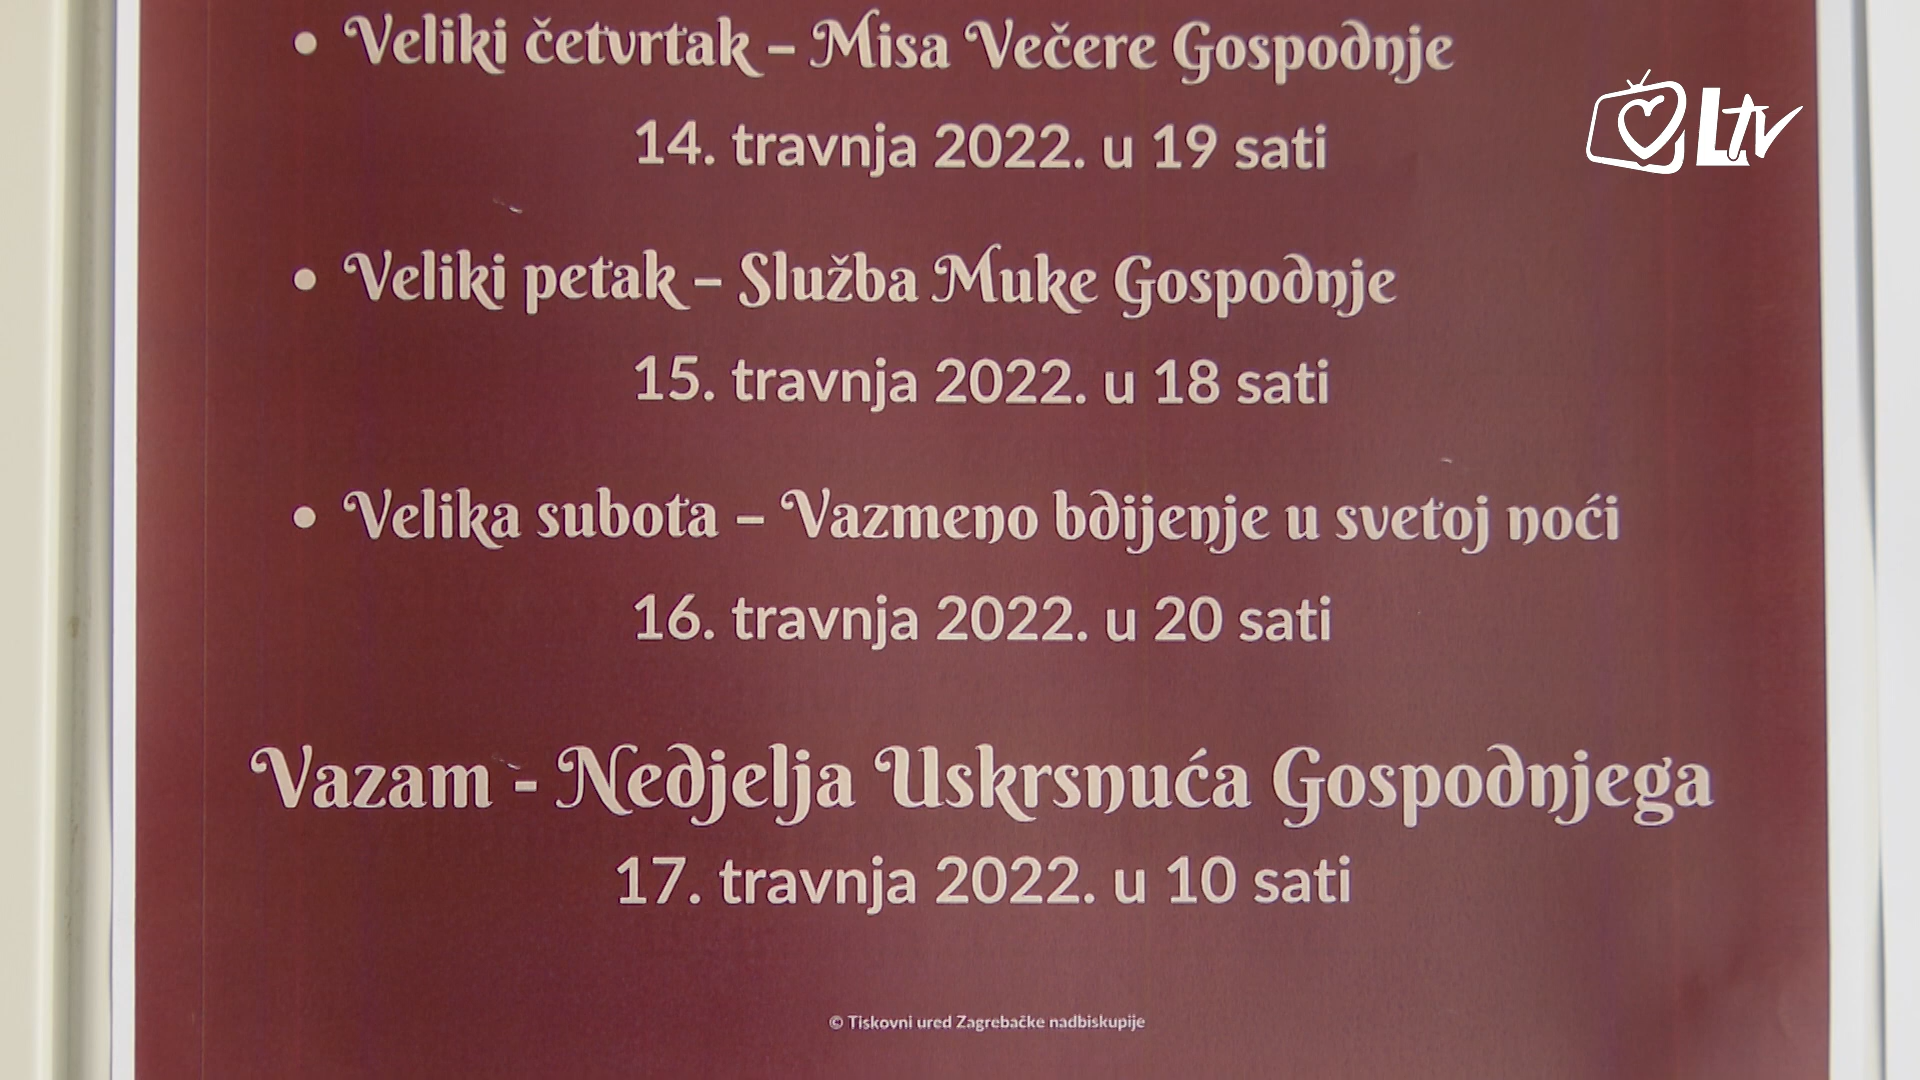 • Veliki četvrtak – Misa Večere Gospodnje
LTV
14. travnja 2022. u 19 sati
• Veliki petak – Služba Muke Gospodnje
15. travnja 2022. u 18 sati
• Velika subota – Vazmeno bdijenje u svetoj noći
16. travnja 2022. u 20 sati
Vazam - Nedjelja Uskrsnuća Gospodnjega
17. travnja 2022. u 10 sati
© Tiskovni ured Zagrebačke nadbiskupije